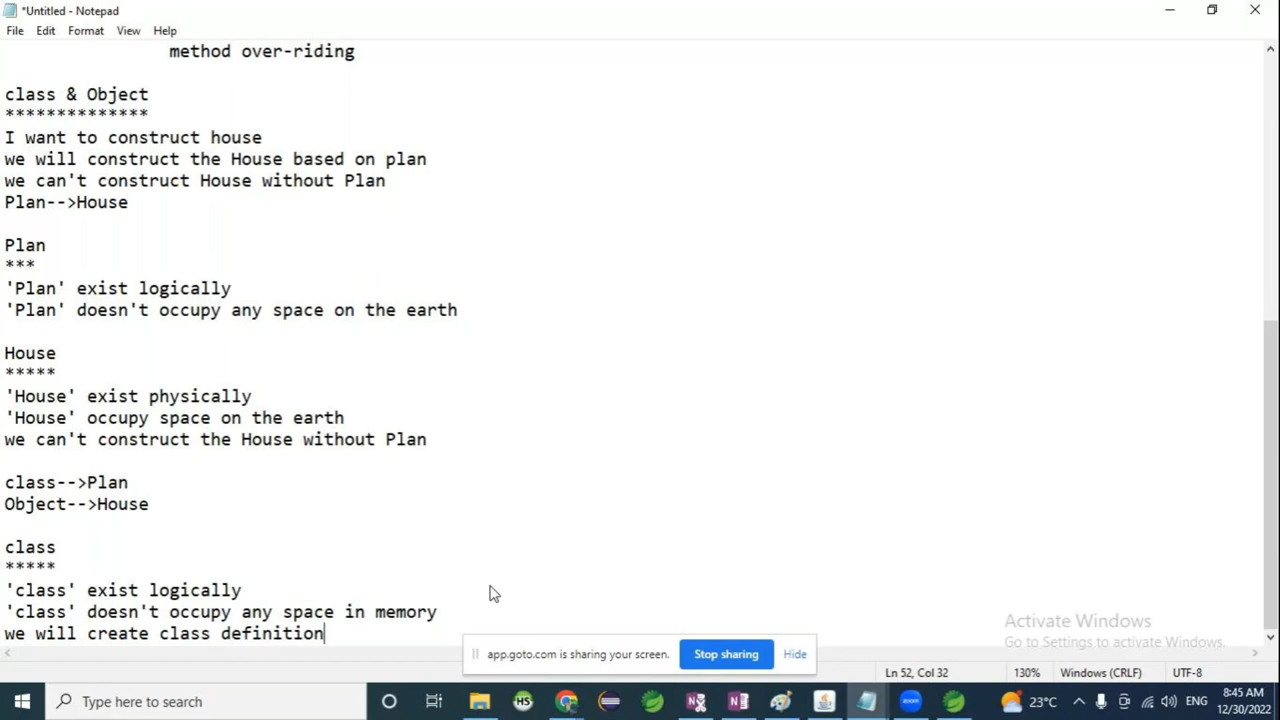 *Untitled - Notepad
File Edit Format View Help
method over-riding
class & Object
**************
I want to construct house
we will construct the House based on plan
we can't construct House without Plan
Plan-->House
Plan
***
'Plan' exist logically
'Plan' doesn't occupy any space on the earth
House
*****
'House' exist physically
'House' occupy space on the earth
we can't construct the House without Plan
class-->Plan
Object-->House
class
*****
'class' exist logically
'class' doesn't occupy any space in memory
we will create class definition
Activate Windows
Go to Settings to activate Windows.
app.goto.com is sharing your screen. Stop sharing Hide
Ln 52, Col 32 130% Windows (CRLF) UTF-8
Type here to search HS N zoom 23°C ENG 8:45 AM
12/30/2022